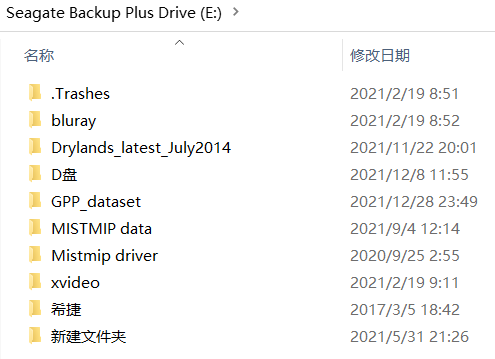 Seagate Backup Plus Drive (E:) >
名称 修改日期
.Trashes 2021/2/19 8:51
bluray 2021/2/19 8:52
Drylands_latest_July2014 2021/11/22 20:01
D盘 2021/12/8 11:55
GPP_dataset 2021/12/28 23:49
MISTMIP data 2021/9/4 12:14
Mistmip driver 2020/9/25 2:55
xvideo 2021/2/19 9:11
希捷 2017/3/5 18:42
新建文件夹 2021/5/31 21:26